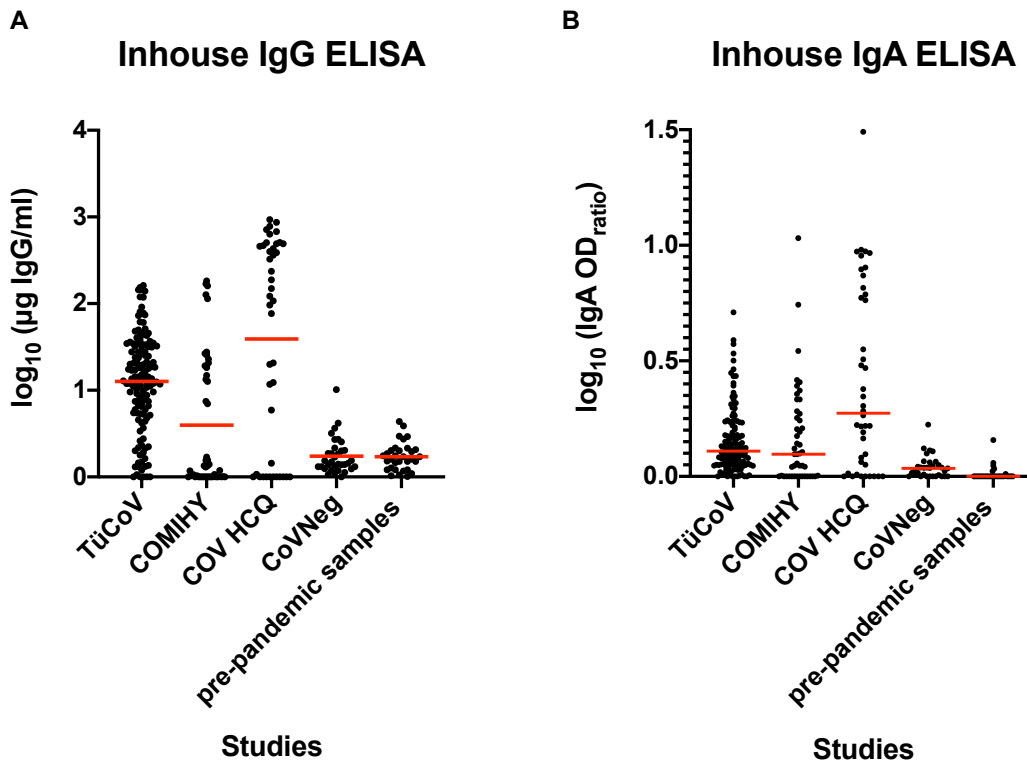 A
Inhouse IgG ELISA
log10 (µg IgG/ml)
4
3
2
1
0
TüCoV
COMIHY
COV HCQ
CoVNeg
pre-pandemic samples
Studies
B
Inhouse IgA ELISA
log10 (IgA ODratio)
1.5
1.0
0.5
0.0
TüCoV
COMIHY
COV HCQ
CoVNeg
pre-pandemic samples
Studies